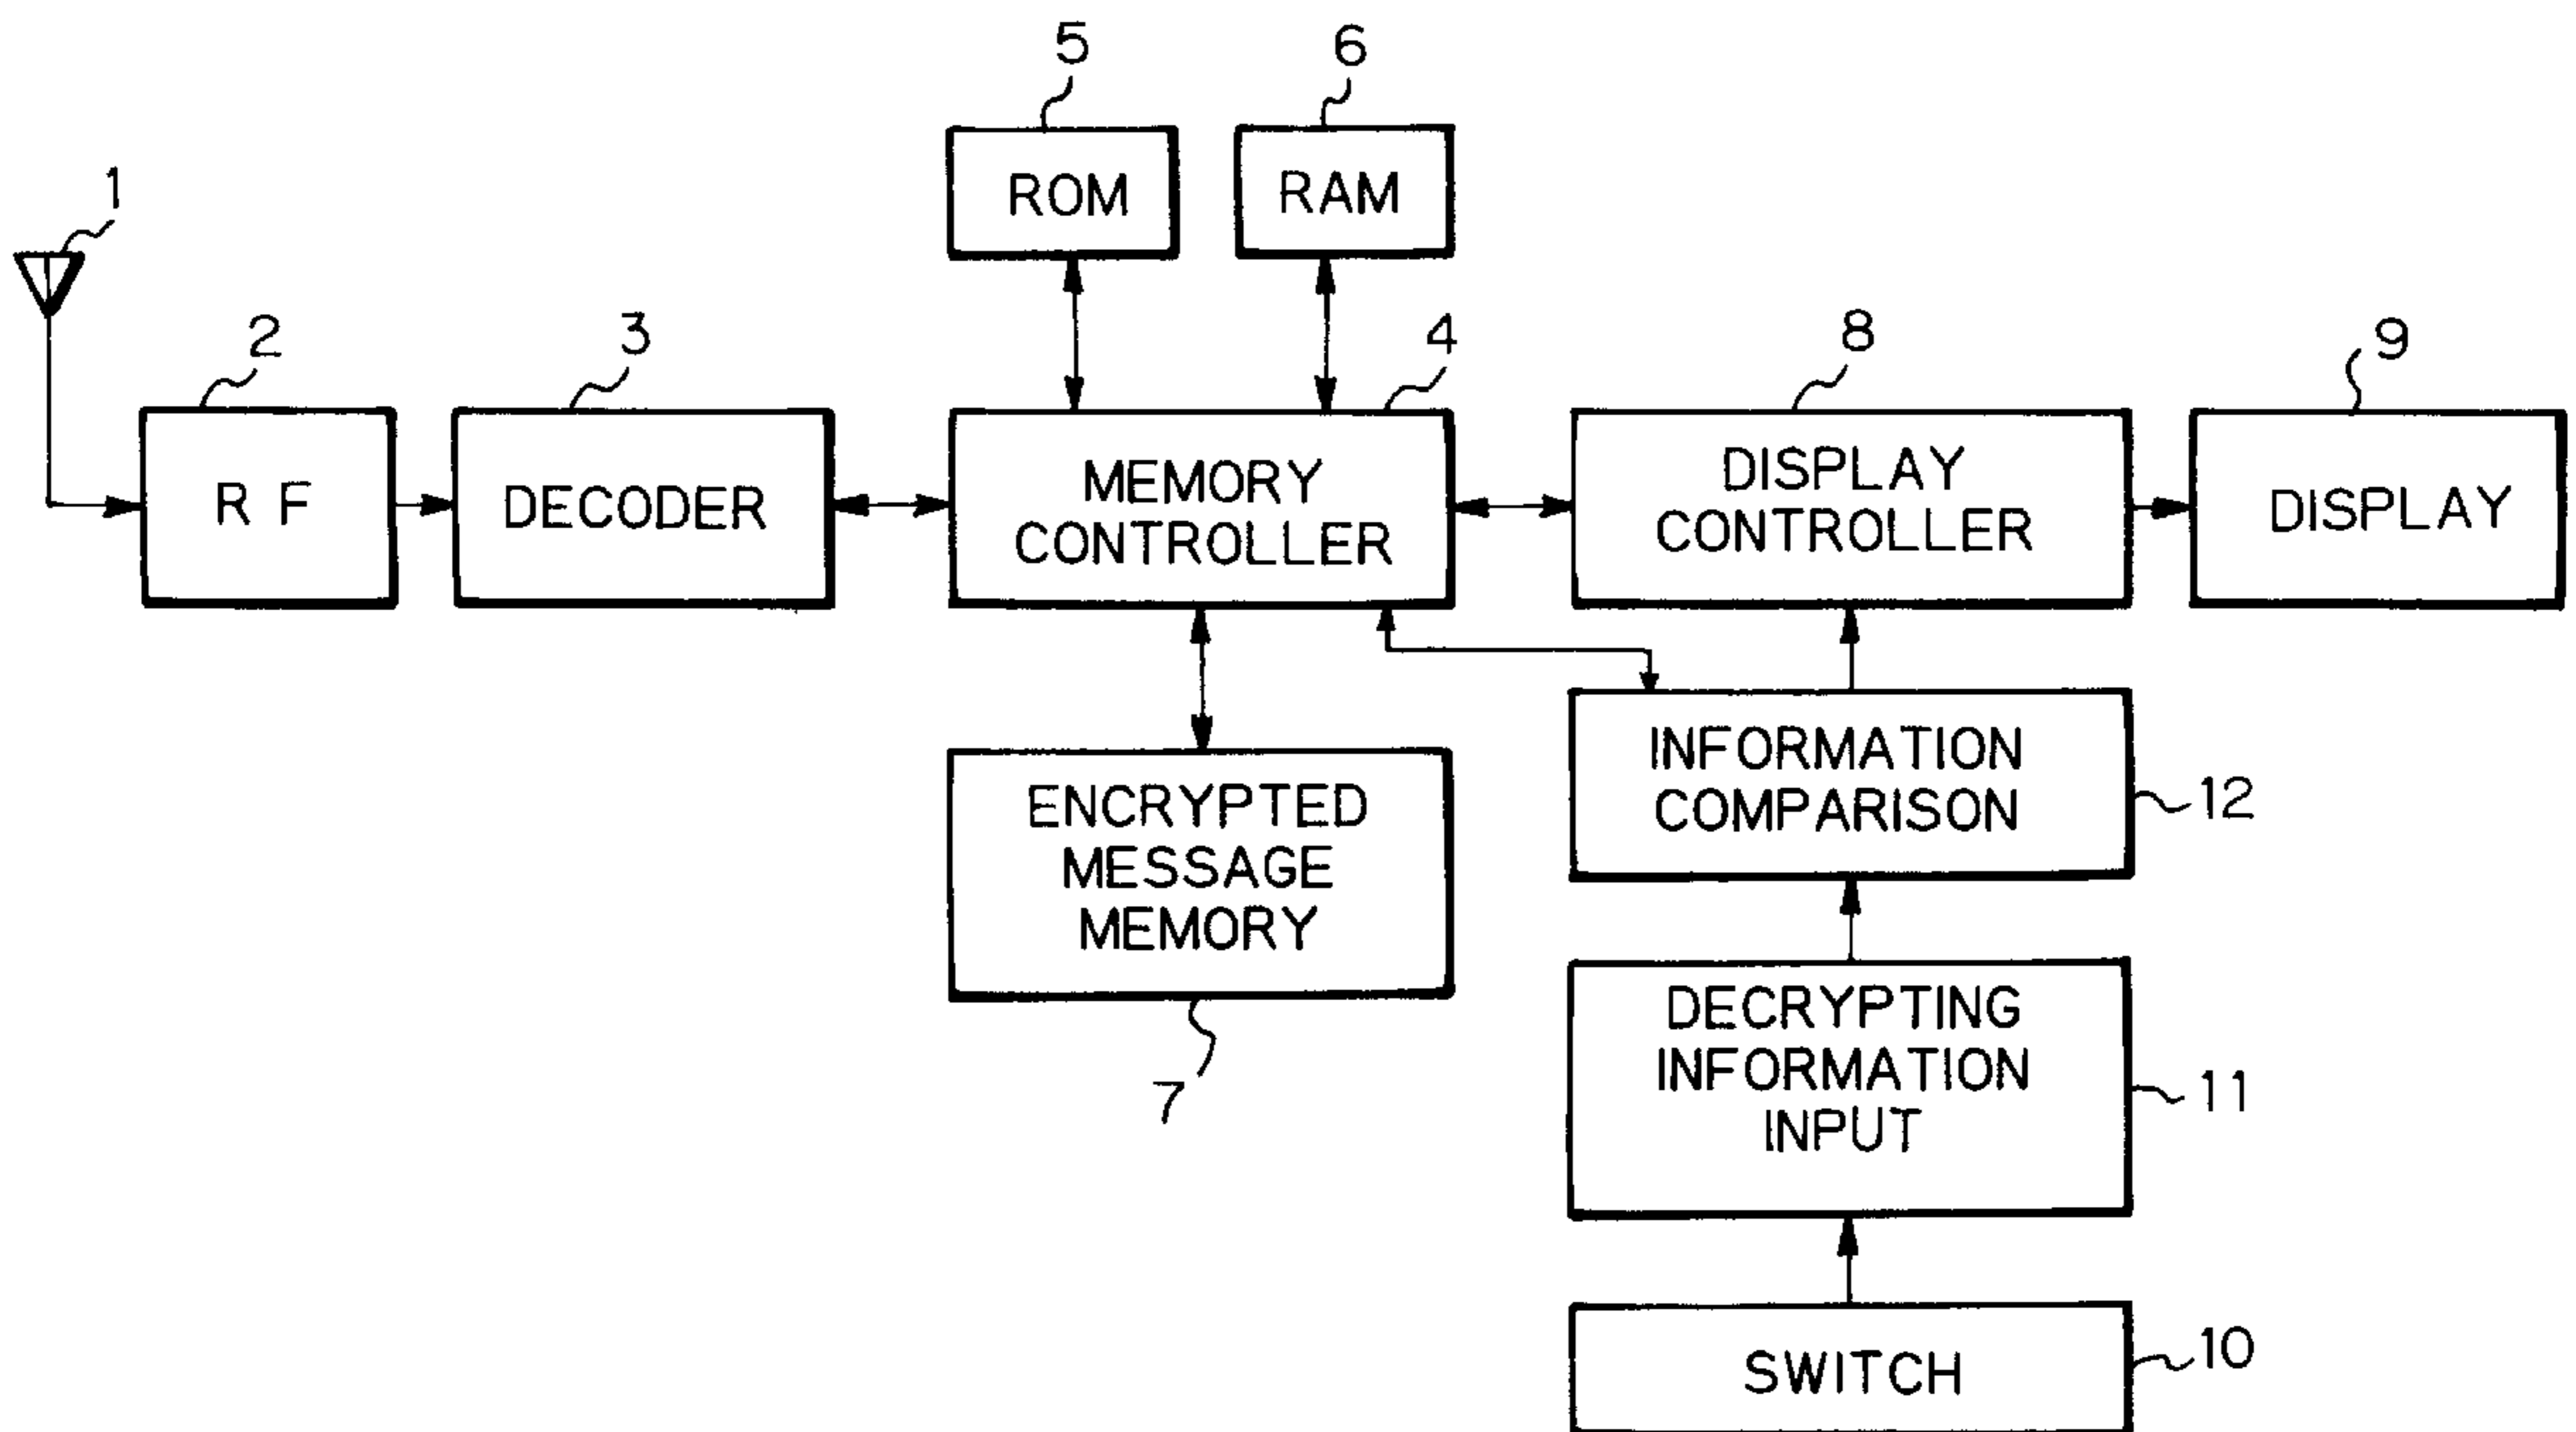 5
6
1
ROM
RAM
2
3
4
8
9
R F
DECODER
MEMORY
CONTROLLER
DISPLAY
CONTROLLER
DISPLAY
ENCRYPTED
MESSAGE
MEMORY
7
INFORMATION
COMPARISON
12
DECRYPTING
INFORMATION
INPUT
11
SWITCH
10